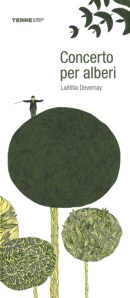 TERRE
Concerto
per alberi
Laëtitia Devernay